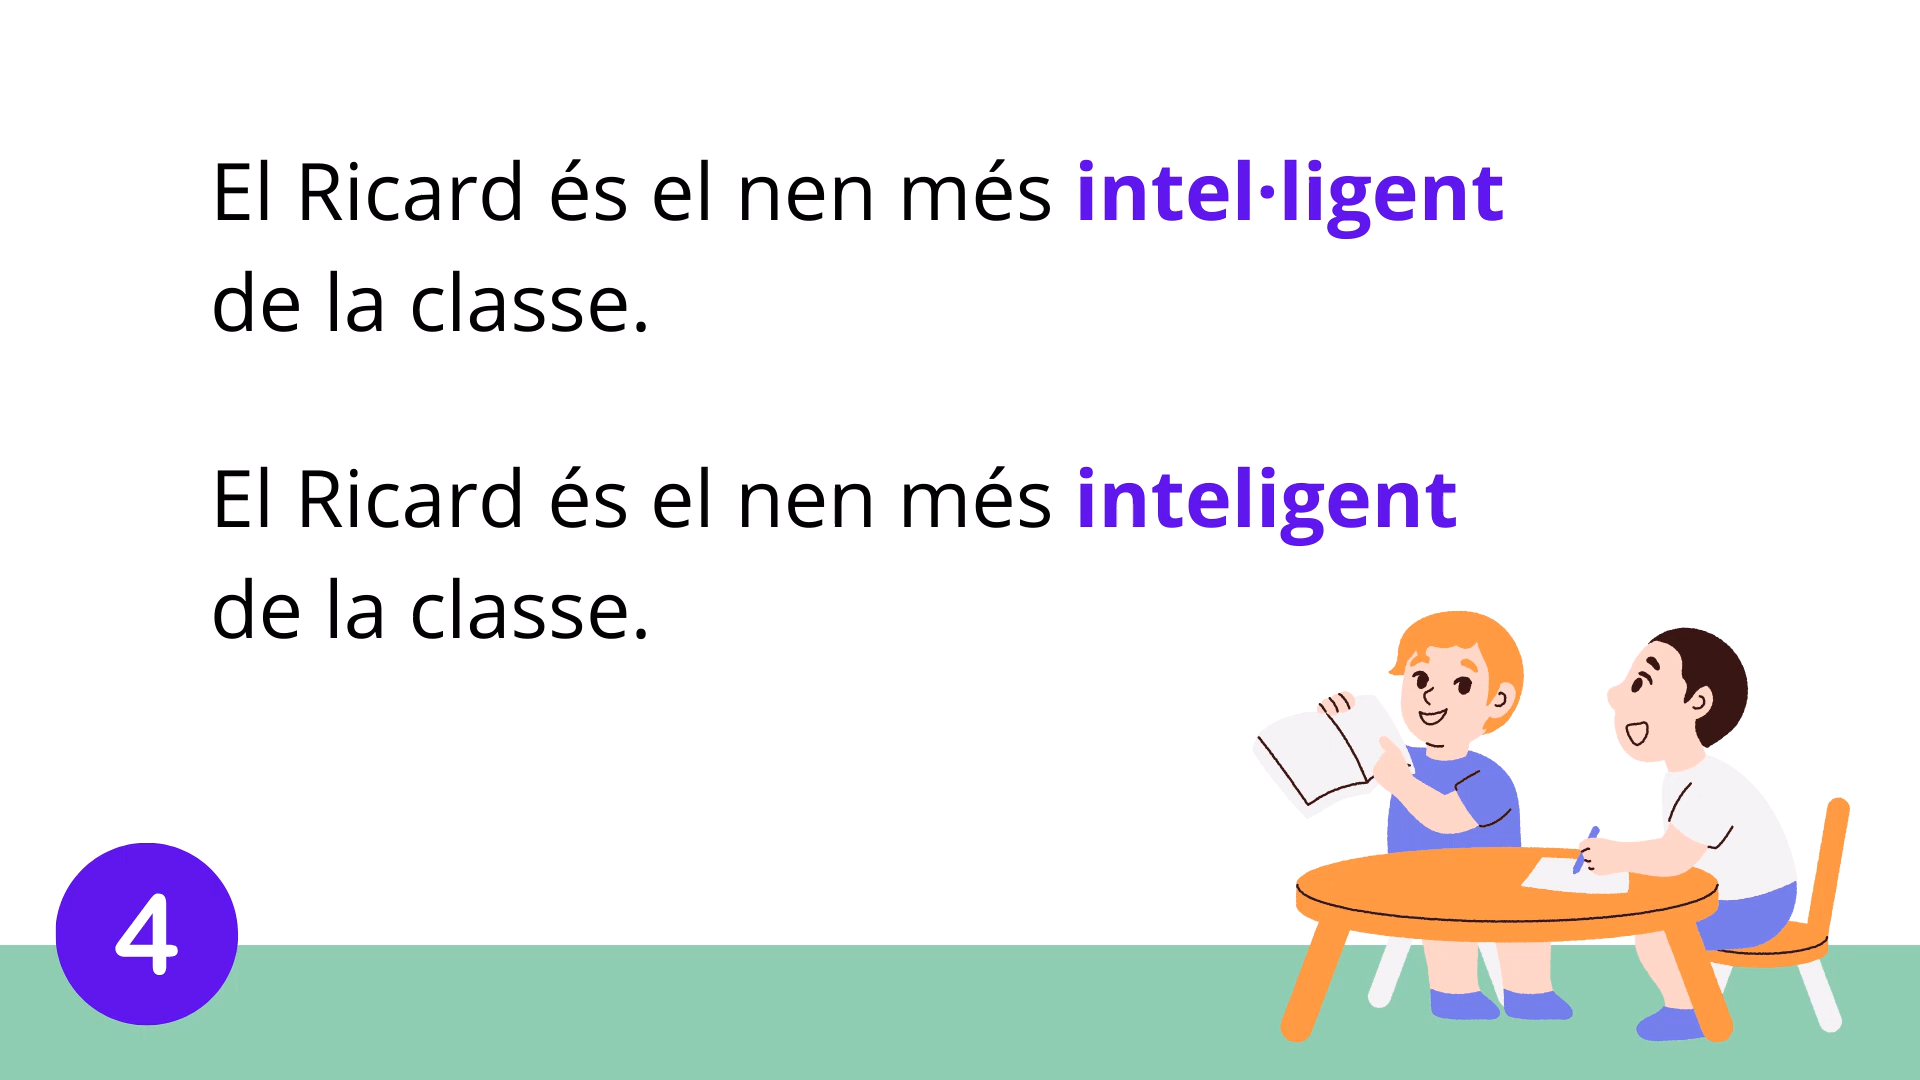 El Ricard és el nen més intel·ligent
de la classe.
El Ricard és el nen més inteligent
de la classe.
4